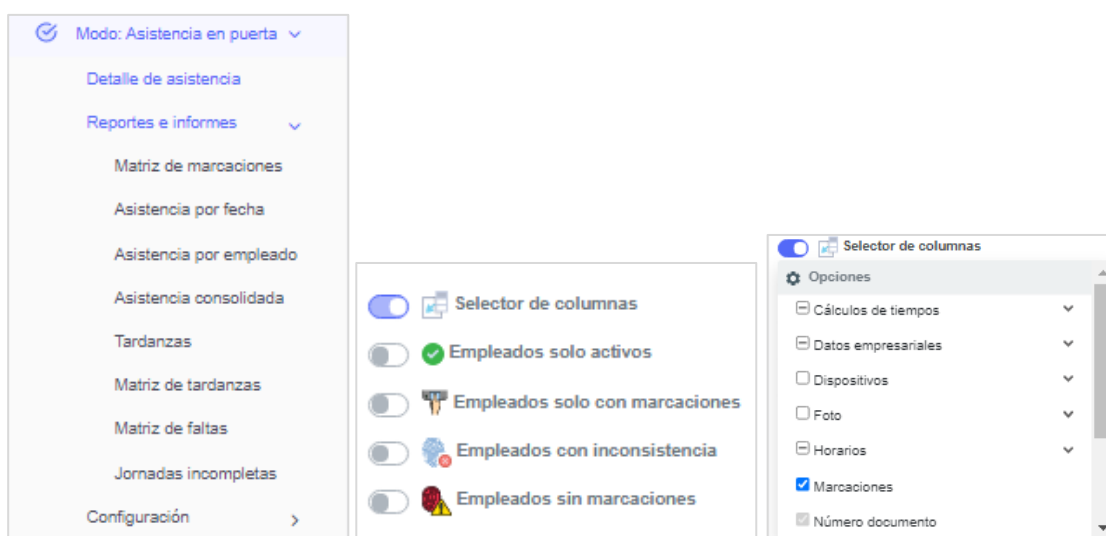 Modo: Asistencia en puerta
Detalle de asistencia
Reportes e informes
Matriz de marcaciones
Asistencia por fecha
Asistencia por empleado
Asistencia consolidada
Tardanzas
Matriz de tardanzas
Matriz de faltas
Jornadas incompletas
Configuración
Selector de columnas
Empleados solo activos
Empleados solo con marcaciones
Empleados con inconsistencia
Empleados sin marcaciones
Selector de columnas
Opciones
Cálculos de tiempos
Datos empresariales
Dispositivos
Foto
Horarios
Marcaciones
Número documento